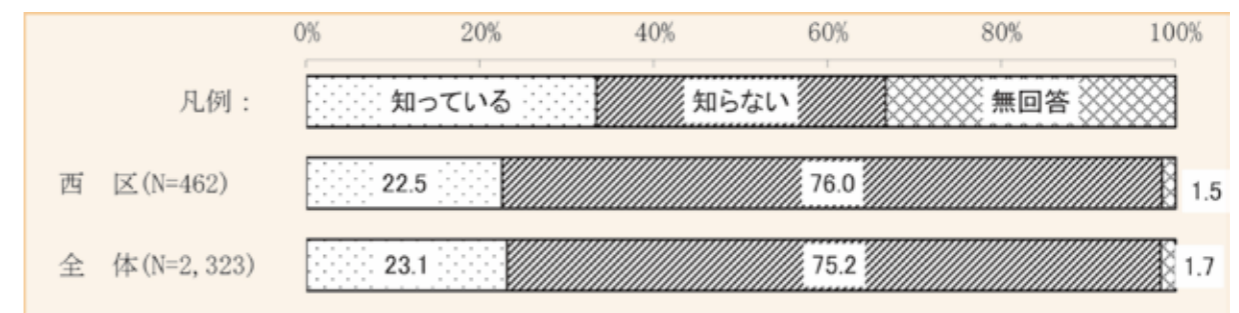 0% 20% 40% 60% 80% 100%
凡例: 知っている 知らない 無回答
西 区(N=462) 22.5 76.0 1.5
全 体(N=2,323) 23.1 75.2 1.7